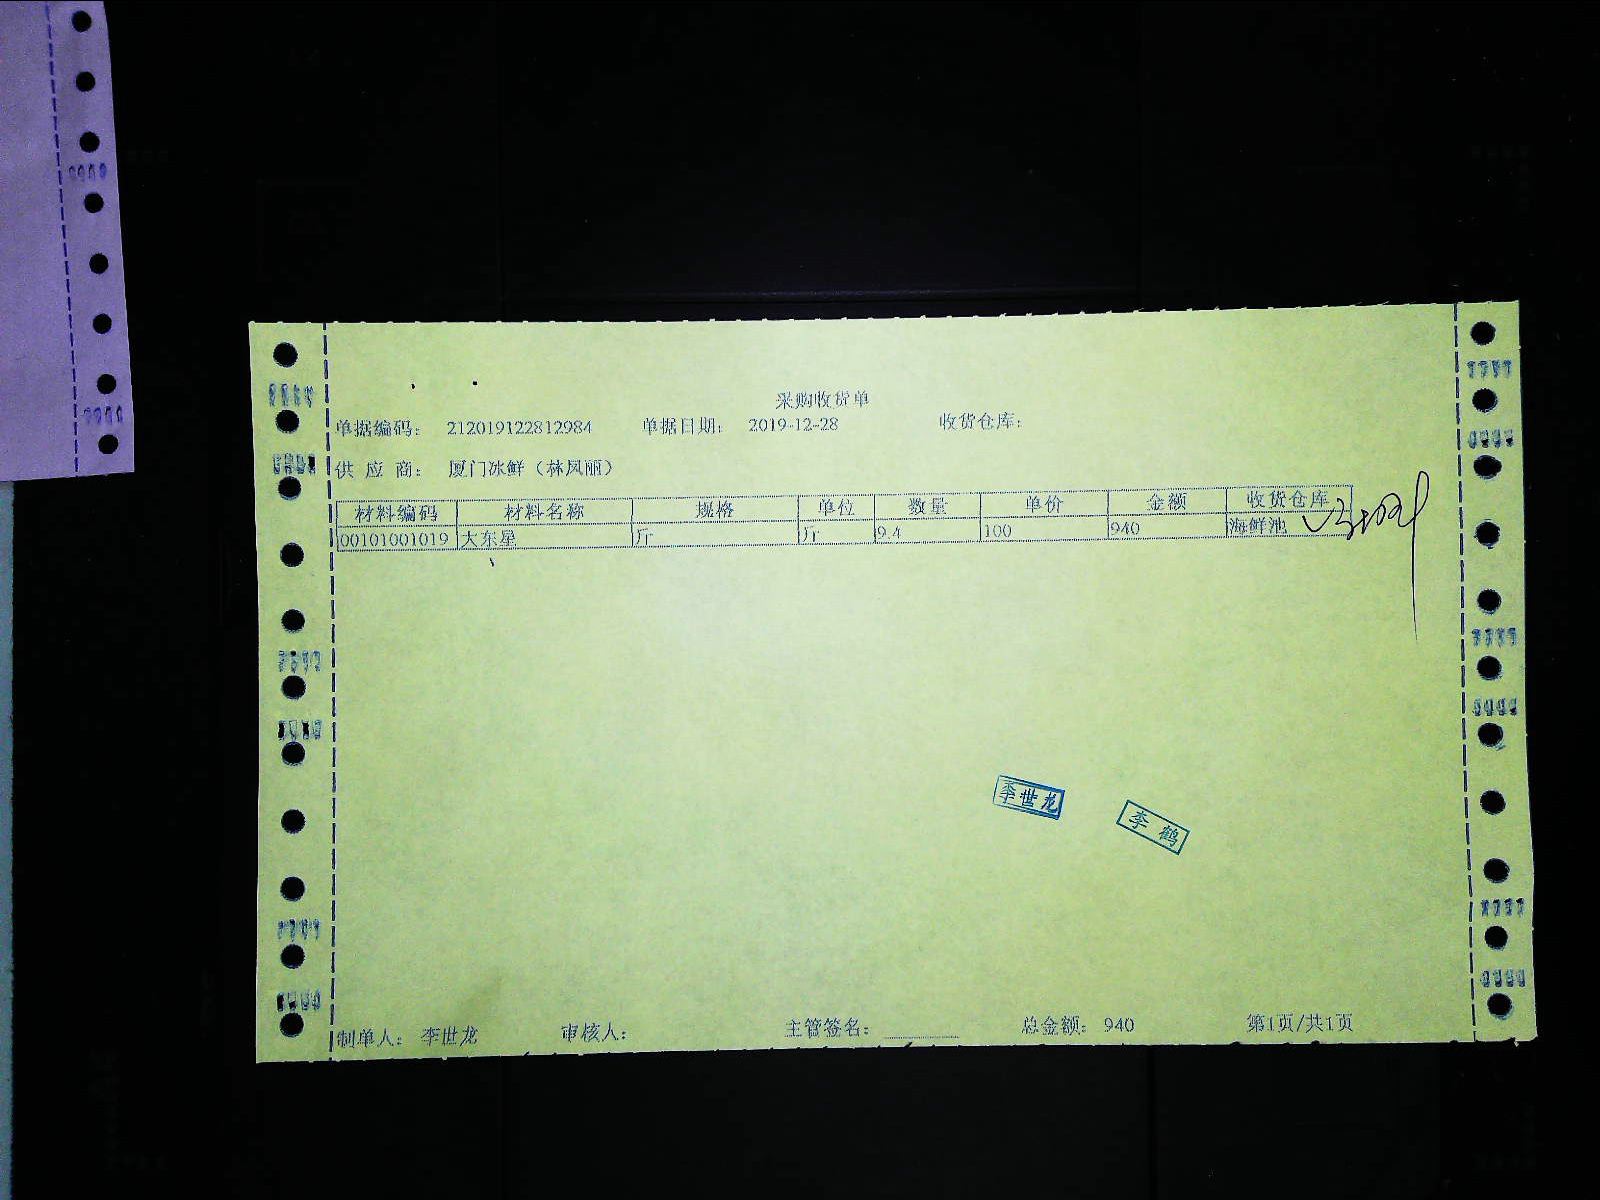 采购收货单
单据编码： 212019122812984 单据日期： 2019-12-28 收货仓库：
供 应 商： 厦门冰鲜（林凤丽）
材料编码 材料名称 规格 单位 数量 单价 金额 收货仓库
00101001019 大东星 斤 斤 9.4 100 940 海鲜池
李世龙
李 鹤
制单人： 李世龙 审核人： 主管签名： 总金额： 940 第1页/共1页